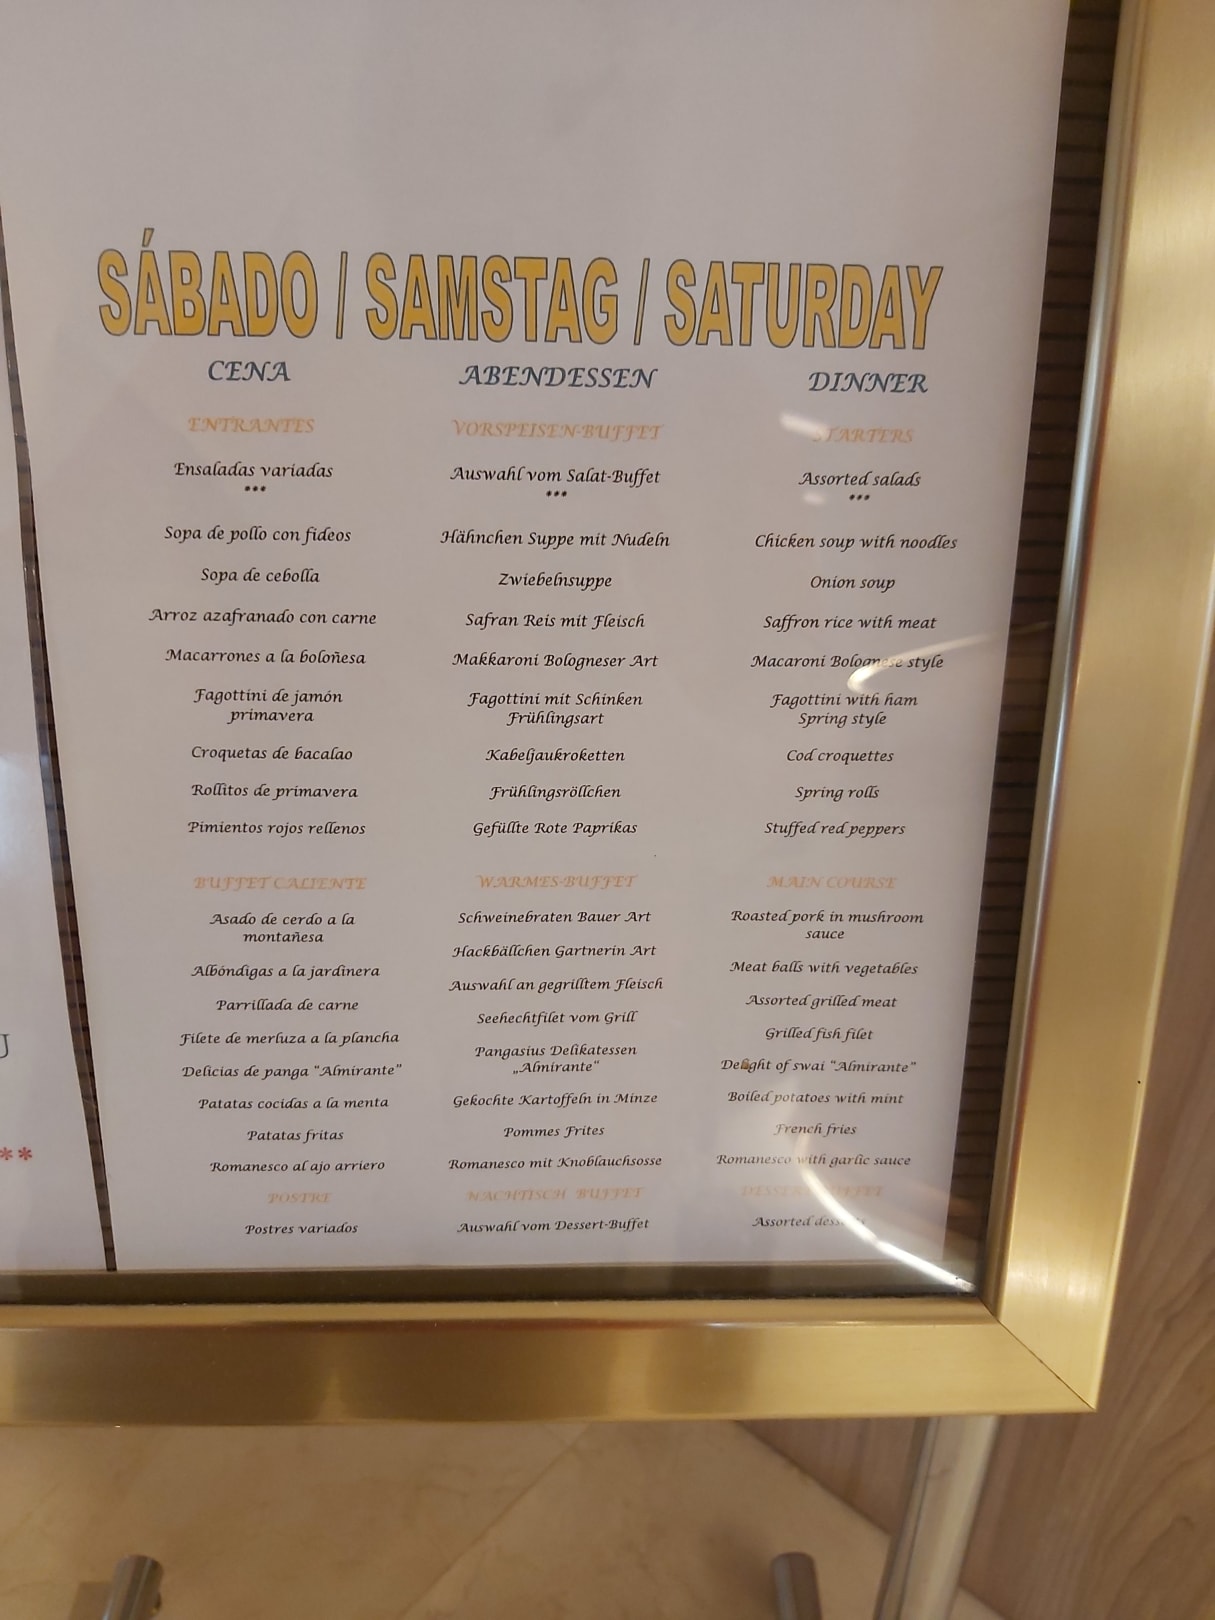 SÁBADO / SAMSTAG / SATURDAY
CENA
ENTRANTES
Ensaladas variadas
***
Sopa de pollo con fideos
Sopa de cebolla
Arroz azafranado con carne
Macarrones a la boloñesa
Fagottini de jamón
primavera
Croquetas de bacalao
Rollitos de primavera
Pimientos rojos rellenos
BUFFET CALIENTE
Asado de cerdo a la
montañesa
Albóndigas a la jardinera
Parrillada de carne
Filete de merluza a la plancha
Delicias de panga "Almirante"
Patatas cocidas a la menta
Patatas fritas
Romanesco al ajo arriero
POSTRE
Postres variados
ABENDESSEN
VORSPEISEN-BUFFET
Auswahl vom Salat-Buffet
***
Hähnchen Suppe mit Nudeln
Zwiebelnsuppe
Safran Reis mit Fleisch
Makkaroni Bologneser Art
Fagottini mit Schinken
Frühlingsart
Kabeljaukroketten
Frühlingsröllchen
Gefüllte Rote Paprikas
WARMES-BUFFET
Schweinebraten Bauer Art
Hackbällchen Gartnerin Art
Auswahl an gegrilltem Fleisch
Seehechtfilet vom Grill
Pangasius Delikatessen
„Almirante"
Gekochte Kartoffeln in Minze
Pommes Frites
Romanesco mit Knoblauchsosse
NACHTISCH BUFFET
Auswahl vom Dessert-Buffet
DINNER
STARTERS
Assorted salads
***
Chicken soup with noodles
Onion soup
Saffron rice with meat
Macaroni Bolognese style
Fagottini with ham
Spring style
Cod croquettes
Spring rolls
Stuffed red peppers
MAIN COURSE
Roasted pork in mushroom
sauce
Meat balls with vegetables
Assorted grilled meat
Grilled fish filet
Delight of swai "Almirante"
Boiled potatoes with mint
French fries
Romanesco with garlic sauce
DESSERT BUFFET
Assorted desserts
**